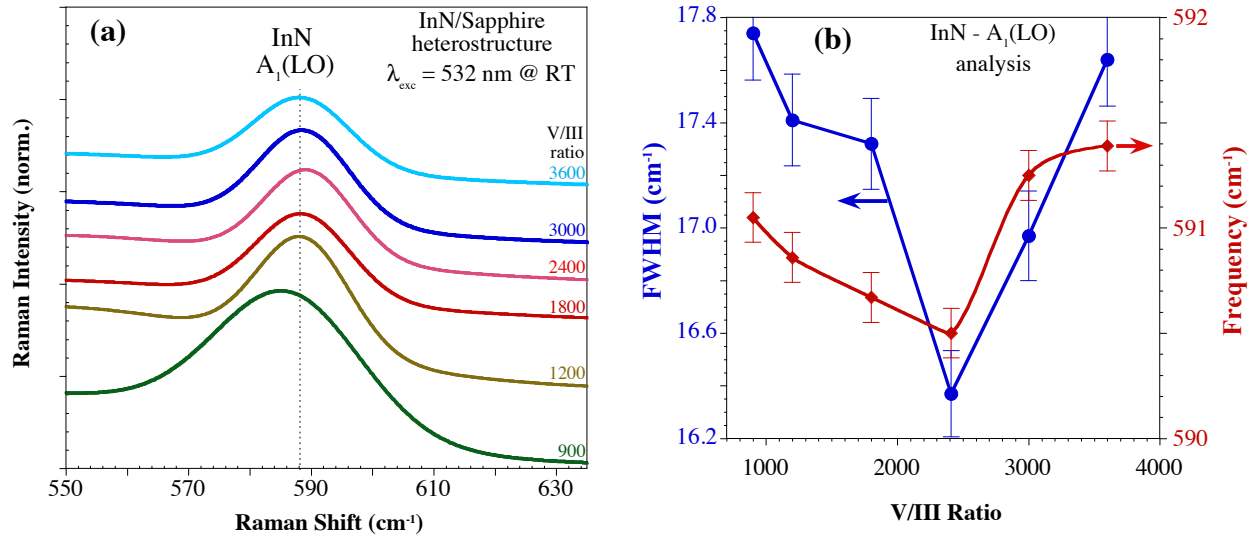 (a)
InN
A₁(LO)
InN/Sapphire
heterostructure
λexc = 532 nm @ RT
V/III
ratio
3600
3000
2400
1800
1200
900
Raman Intensity (norm.)
550
570
590
610
630
Raman Shift (cm⁻¹)
(b)
InN - A₁(LO)
analysis
17.8
17.4
17.0
16.6
16.2
FWHM (cm⁻¹)
592
591
590
Frequency (cm⁻¹)
1000
2000
3000
4000
V/III Ratio